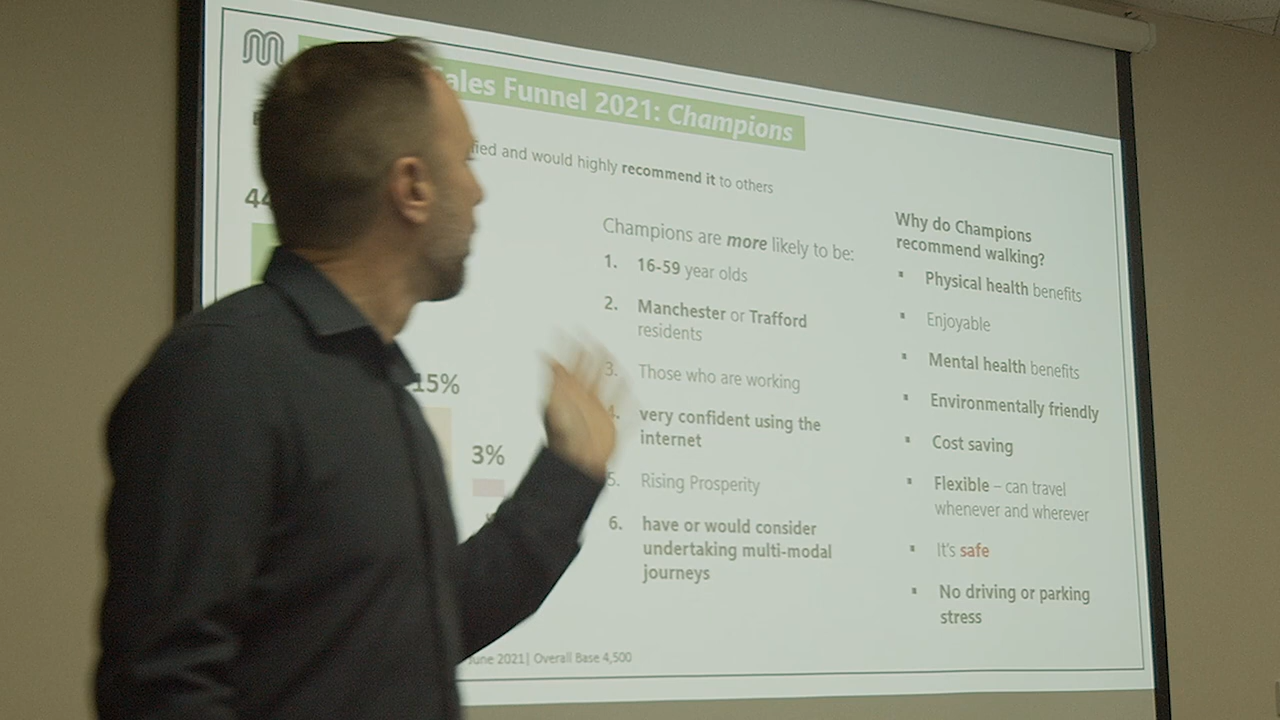 Sales Funnel 2021: Champions
and would highly recommend it to others
44
15%
3%
Champions are more likely to be:
1. 16-59 year olds
2. Manchester or Trafford
residents
3. Those who are working
4. very confident using the
internet
5. Rising Prosperity
6. have or would consider
undertaking multi-modal
journeys
Why do Champions
recommend walking?
▪ Physical health benefits
▪ Enjoyable
▪ Mental health benefits
▪ Environmentally friendly
▪ Cost saving
▪ Flexible – can travel
whenever and wherever
▪ It's safe
▪ No driving or parking
stress
June 2021| Overall Base 4,500